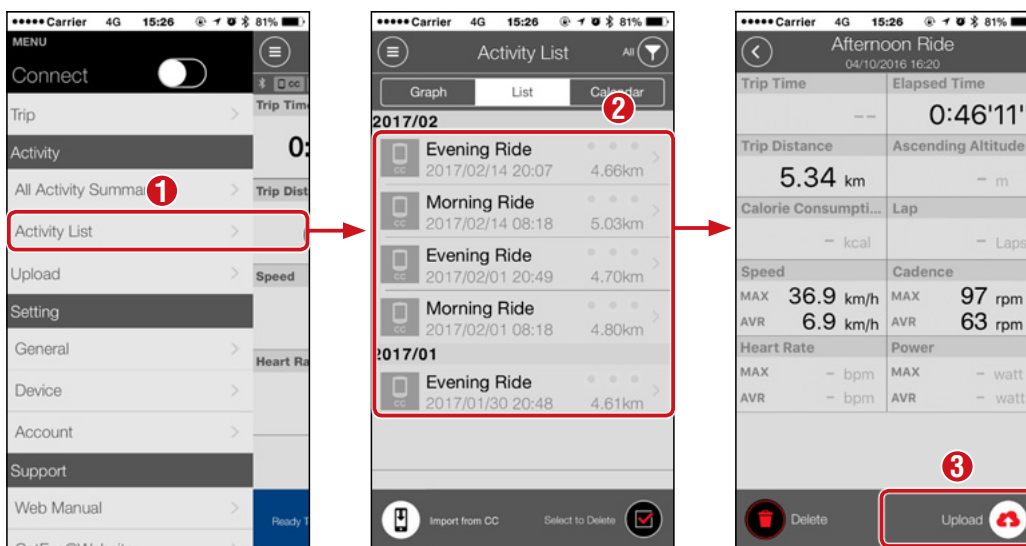 Carrier 4G 15:26 81%
MENU
Connect
Trip
Activity
All Activity Summa
1
Activity List
Upload
Setting
General
Device
Account
Support
Web Manual
CC
Trip Time
0:
Trip Dist
Speed
Heart Ra
Ready T
Carrier 4G 15:26 81%
Activity List
All
Graph List Calendar
2
2017/02
Evening Ride
CC 2017/02/14 20:07 4.66km
Morning Ride
CC 2017/02/14 08:18 5.03km
Evening Ride
CC 2017/02/01 20:49 4.70km
Morning Ride
CC 2017/02/01 08:18 4.80km
2017/01
Evening Ride
CC 2017/01/30 20:48 4.61km
Import from CC Select to Delete
Carrier 4G 15:26 81%
Afternoon Ride
04/10/2016 16:20
Trip Time Elapsed Time
-- 0:46'11"
Trip Distance Ascending Altitude
5.34 km - m
Calorie Consumpti... Lap
- kcal - Laps
Speed Cadence
MAX 36.9 km/h MAX 97 rpm
AVR 6.9 km/h AVR 63 rpm
Heart Rate Power
MAX - bpm MAX - watt
AVR - bpm AVR - watt
3
Delete Upload